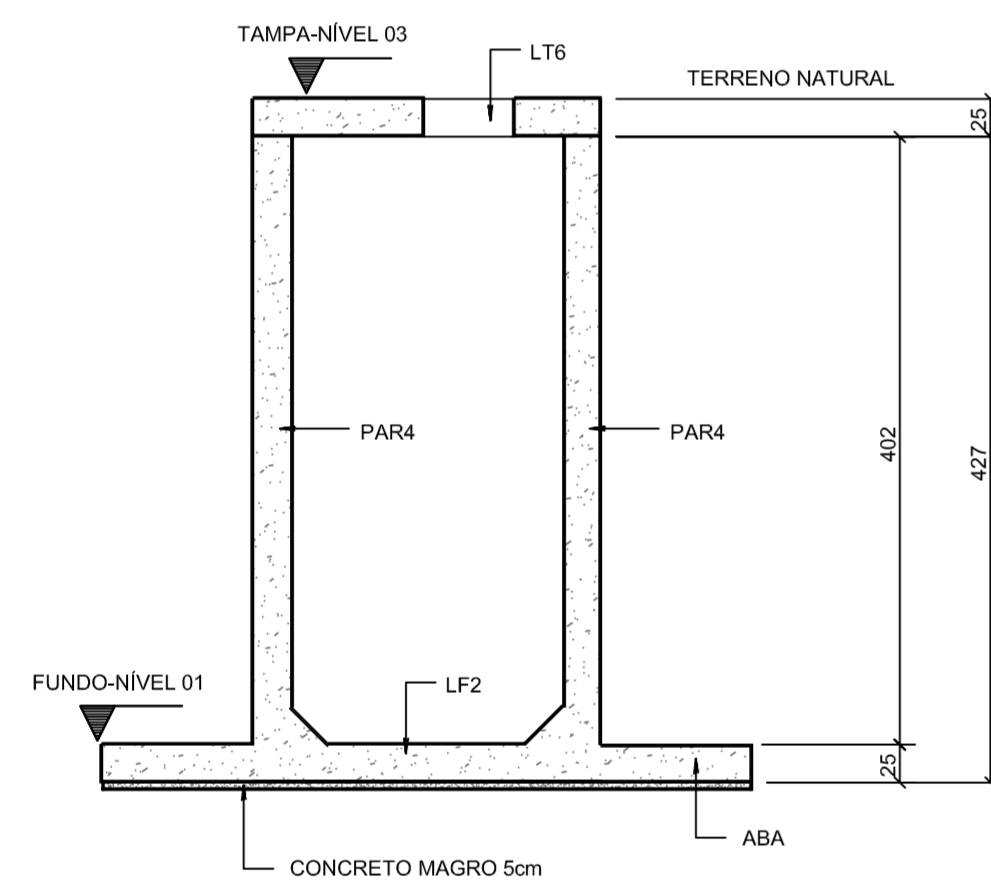 TAMPA-NÍVEL 03
LT6
TERRENO NATURAL
25
PAR4
PAR4
402
427
FUNDO-NÍVEL 01
LF2
25
ABA
CONCRETO MAGRO 5cm